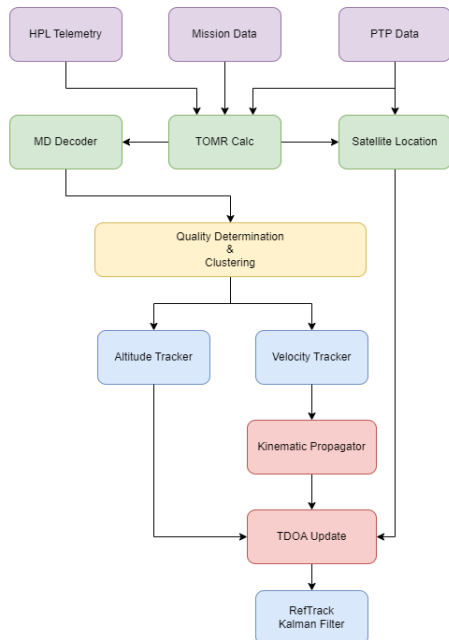 HPL Telemetry
Mission Data
PTP Data
MD Decoder
TOMR Calc
Satellite Location
Quality Determination
&
Clustering
Altitude Tracker
Velocity Tracker
Kinematic Propagator
TDOA Update
RefTrack
Kalman Filter